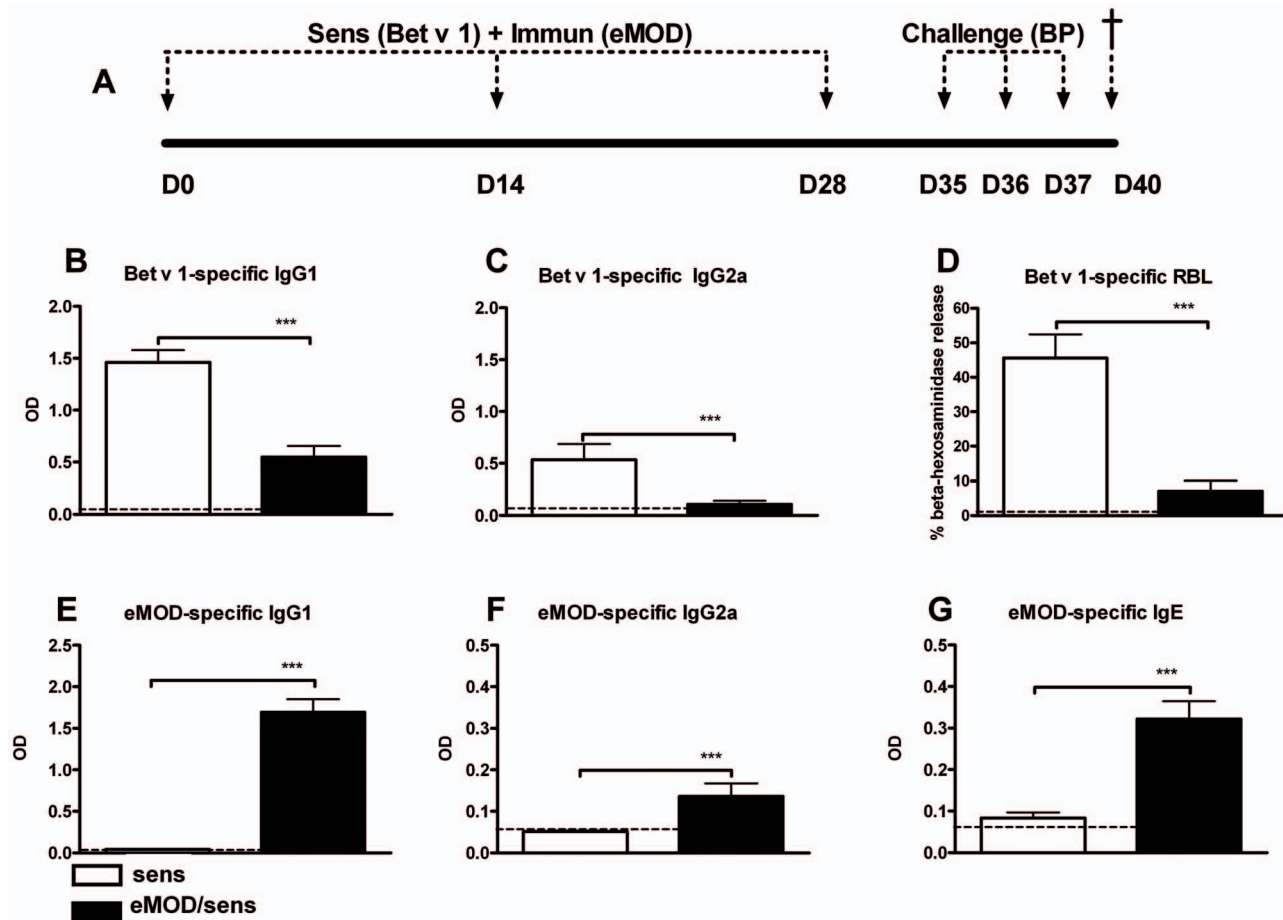 Sens (Bet v 1) + Immun (eMOD)
Challenge (BP)
A
D0 D14 D28 D35 D36 D37 D40
B
Bet v 1-specific IgG1
2.0
1.5
1.0
0.5
0.0
OD
***
C
Bet v 1-specific IgG2a
2.0
1.5
1.0
0.5
0.0
OD
***
D
Bet v 1-specific RBL
60
50
40
30
20
10
0
% beta-hexosaminidase release
***
E
eMOD-specific IgG1
2.5
2.0
1.5
1.0
0.5
0.0
OD
***
F
eMOD-specific IgG2a
0.5
0.4
0.3
0.2
0.1
0.0
OD
***
G
eMOD-specific IgE
0.5
0.4
0.3
0.2
0.1
0.0
OD
***
sens
eMOD/sens